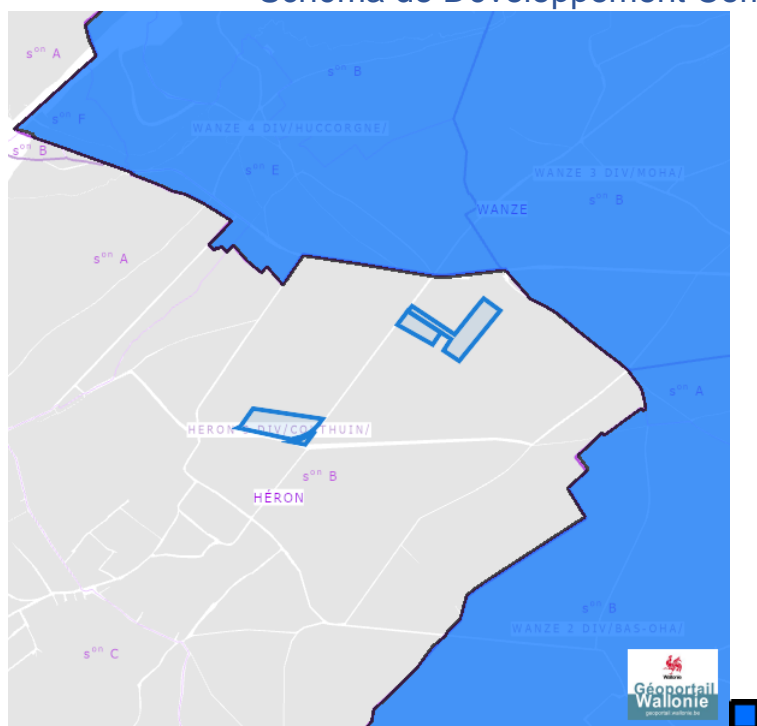 Schéma de Développement Com
sᵒⁿ A
sᵒⁿ B
sᵒⁿ F
WANZE 4 DIV/HUCCORGNE/
sᵒⁿ B
sᵒⁿ E
WANZE 3 DIV/MOHA/
sᵒⁿ B
WANZE
sᵒⁿ A
sᵒⁿ A
HERON 2 DIV/COUTHUIN/
sᵒⁿ B
HÉRON
sᵒⁿ B
WANZE 2 DIV/BAS-OHA/
sᵒⁿ C
Wallonie
Géoportail
Wallonie
geoportail.wallonie.be